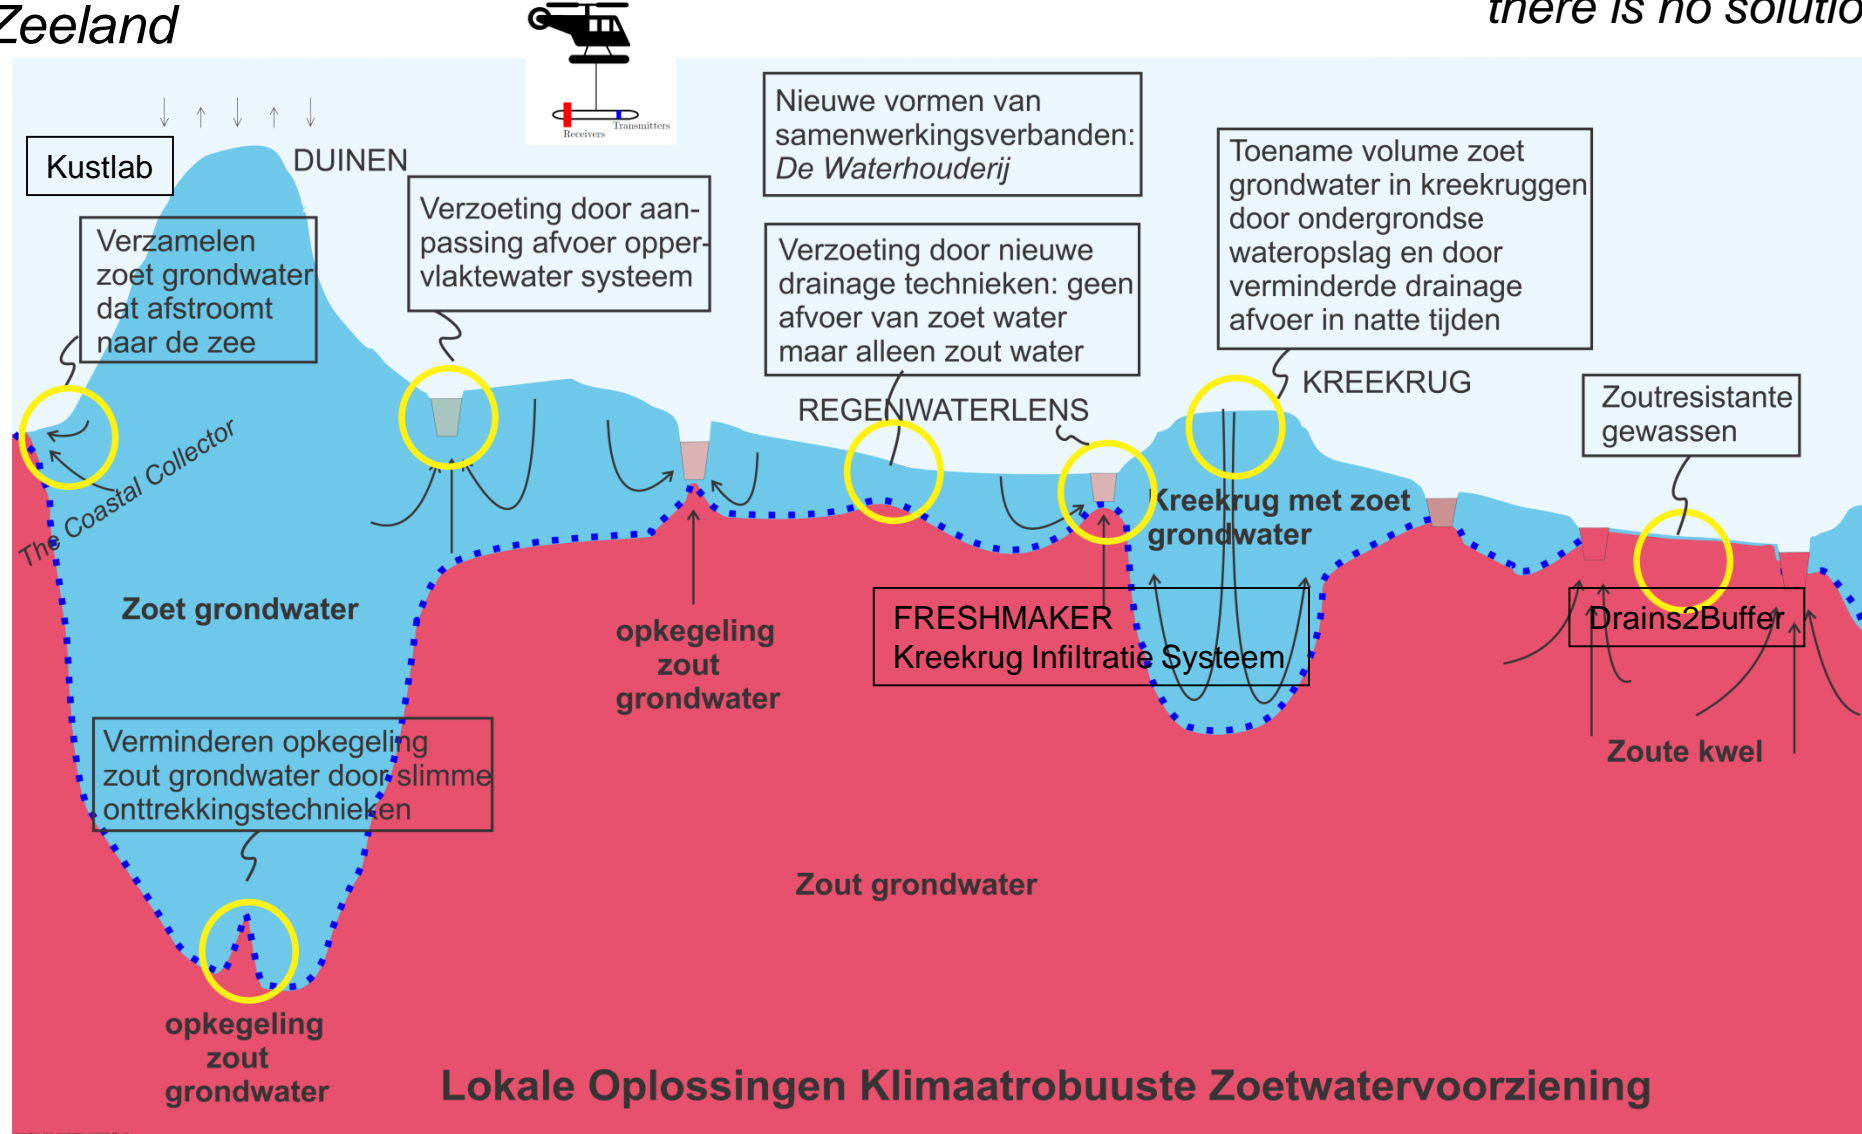 Zeeland
there is no solutio
Receivers
Transmitters
Kustlab
DUINEN
Verzamelen
zoet grondwater
dat afstroomt
naar de zee
Verzoeting door aan-
passing afvoer opper-
vlaktewater systeem
Nieuwe vormen van
samenwerkingsverbanden:
De Waterhouderij
Verzoeting door nieuwe
drainage technieken: geen
afvoer van zoet water
maar alleen zout water
Toename volume zoet
grondwater in kreekruggen
door ondergrondse
wateropslag en door
verminderde drainage
afvoer in natte tijden
REGENWATERLENS
KREEKRUG
Zoutresistante
gewassen
The Coastal Collector
Kreekrug met zoet
grondwater
Zoet grondwater
opkegeling
zout
grondwater
FRESHMAKER
Kreekrug Infiltratie Systeem
Drains2Buffer
Zoute kwel
Verminderen opkegeling
zout grondwater door slimme
onttrekkingstechnieken
Zout grondwater
opkegeling
zout
grondwater
Lokale Oplossingen Klimaatrobuuste Zoetwatervoorziening